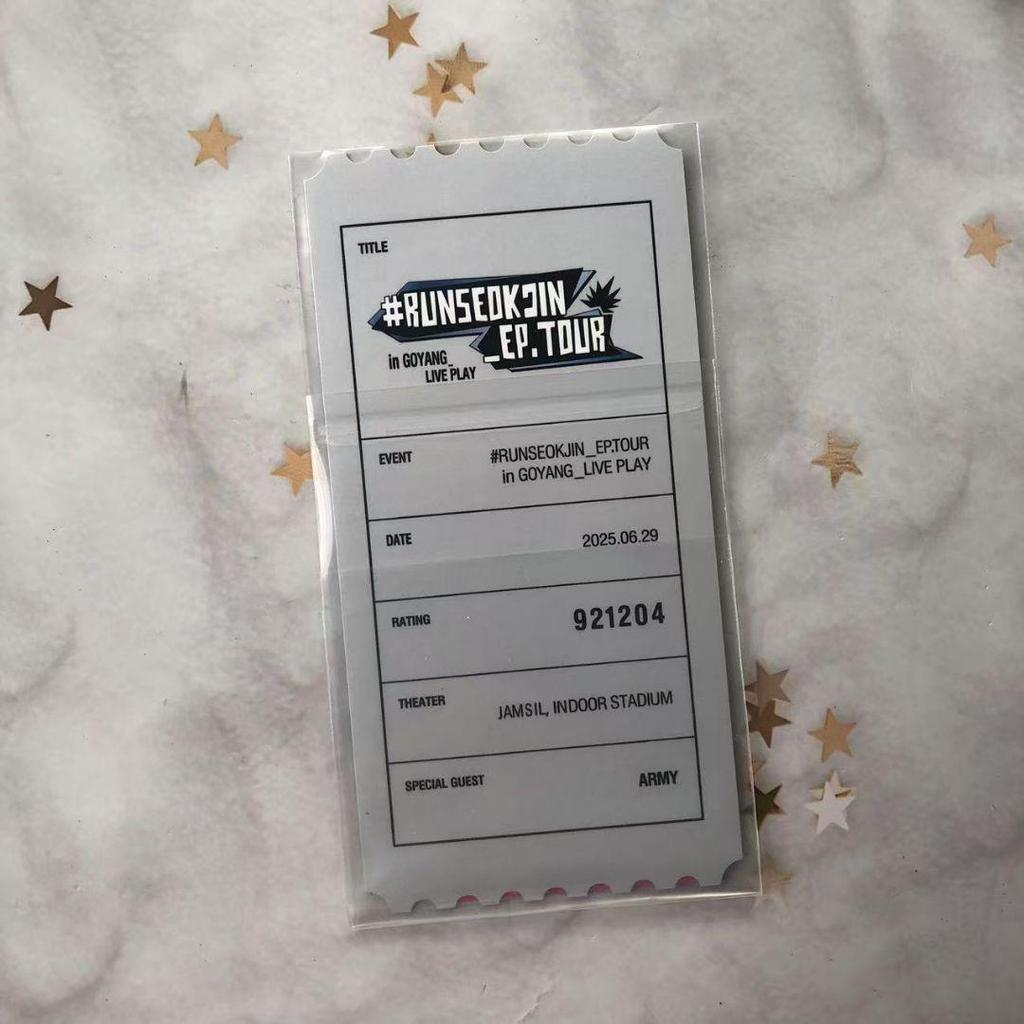 TITLE
#RUNSEOKJIN
_EP.TOUR
in GOYANG_
LIVE PLAY
EVENT
#RUNSEOKJIN_EP.TOUR
in GOYANG_LIVE PLAY
DATE
2025.06.29
RATING
921204
THEATER
JAMSIL, INDOOR STADIUM
SPECIAL GUEST
ARMY